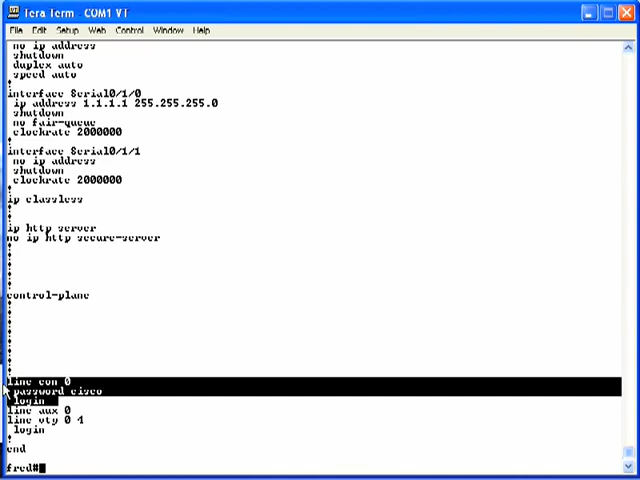 Tera Term - COM1 VT
File Edit Setup Web Control Window Help
no ip address
shutdown
duplex auto
speed auto
!
interface Serial0/1/0
ip address 1.1.1.1 255.255.255.0
shutdown
no fair-queue
clockrate 2000000
!
interface Serial0/1/1
no ip address
shutdown
clockrate 2000000
!
ip classless
!
!
ip http server
no ip http secure-server
!
!
!
!
!
control-plane
!
!
!
!
!
!
!
!
line con 0
password cisco
login
line aux 0
line vty 0 4
login
!
end
fred#